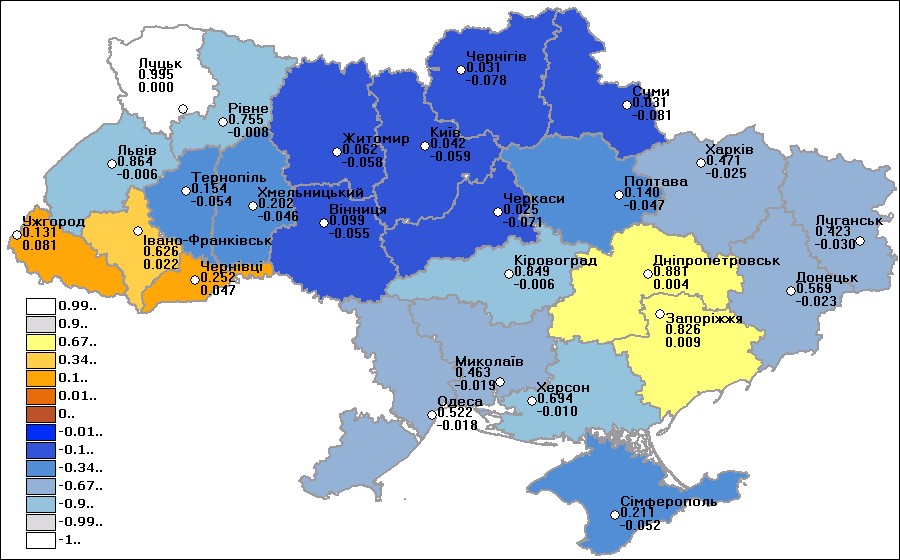 Луцьк
0.995
0.000
Рівне
0.755
-0.008
Львів
0.864
-0.006
Тернопіль
0.154
-0.054
Хмельницький
0.202
-0.046
Житомир
0.062
-0.058
Київ
0.042
-0.059
Чернігів
0.031
-0.078
Суми
0.031
-0.081
Вінниця
0.099
-0.055
Черкаси
0.025
-0.071
Полтава
0.140
-0.047
Харків
0.471
-0.025
Луганськ
0.423
-0.030
Донецьк
0.569
-0.023
Ужгород
0.131
0.081
Івано-Франківськ
0.626
0.022
Чернівці
0.252
0.047
Кіровоград
0.849
-0.006
Дніпропетровськ
0.881
0.004
Запоріжжя
0.826
0.009
Миколаїв
0.463
-0.019
Одеса
0.522
-0.018
Херсон
0.694
-0.010
Сімферополь
0.211
-0.052
0.99..
0.9..
0.67..
0.34..
0.1..
0.01..
0..
-0.01..
-0.1..
-0.34..
-0.67..
-0.9..
-0.99..
-1..